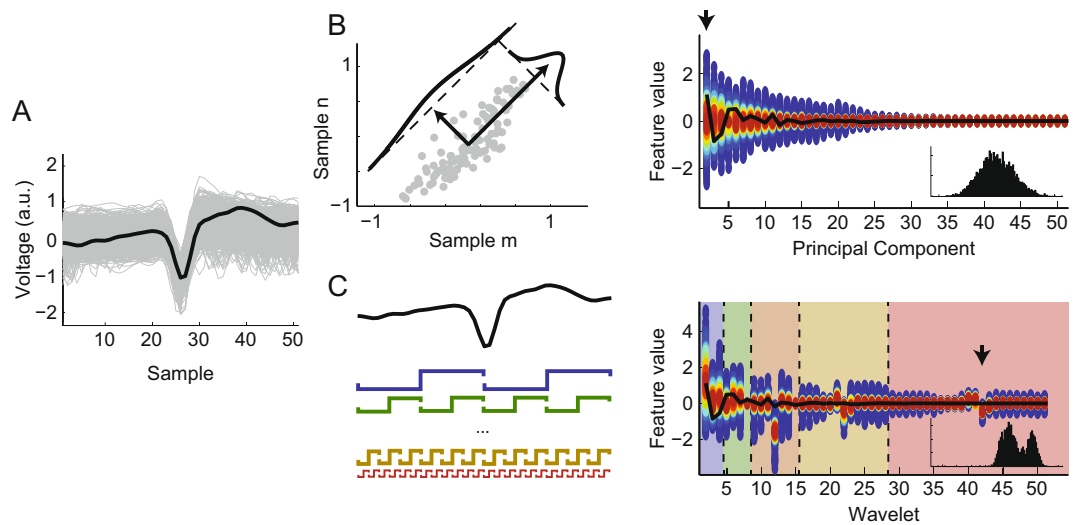 A
Voltage (a.u.)
2
1
0
−1
−2
10 20 30 40 50
Sample
B
Sample n
1
−1
−1 1
Sample m
C
...
Feature value
2
0
−2
5 10 15 20 25 30 35 40 45 50
Principal Component
Feature value
4
2
0
−2
5 10 15 20 25 30 35 40 45 50
Wavelet